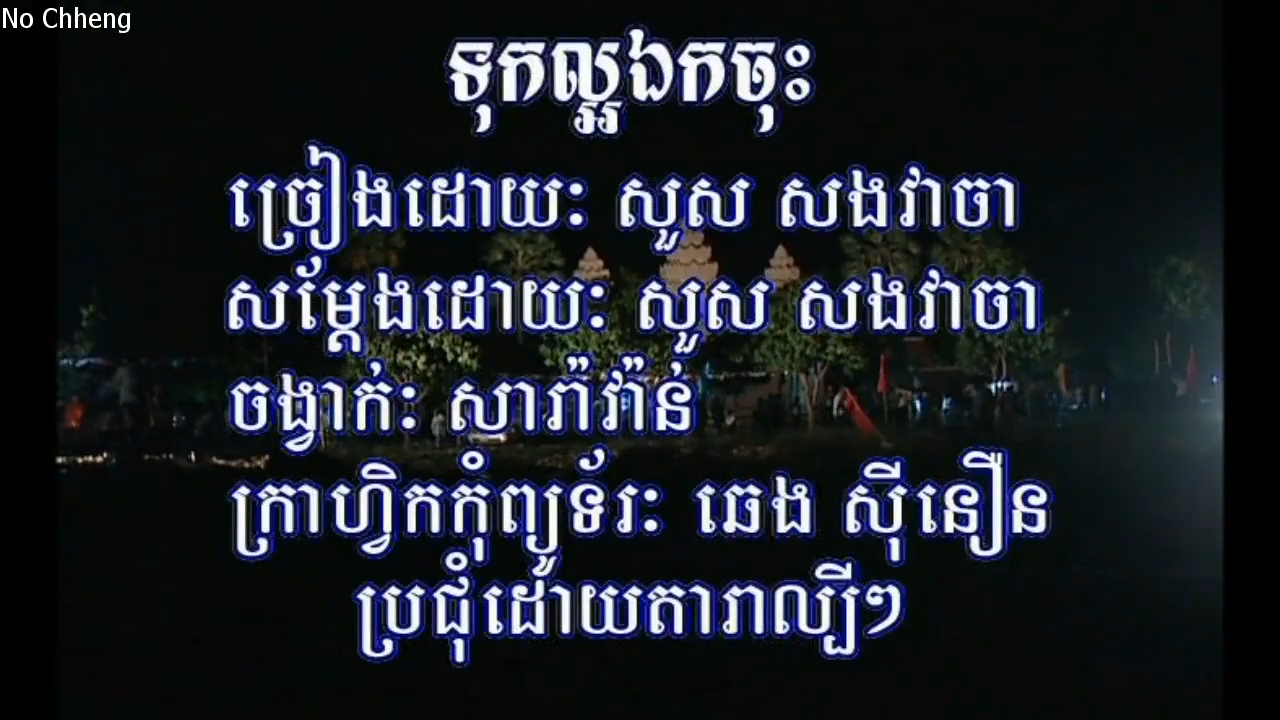 No Chheng
ទុកល្អឯកចុះ
ច្រៀងដោយៈ សួស សងវាចា
សម្ដែងដោយៈ សួស សងវាចា
ចង្វាក់ៈ សារ៉ាវ៉ាន់
ក្រាហ្វិកកុំព្យូទ័រៈ ឆេង ស៊ីនឿន
ប្រជុំដោយតារាល្បីៗ